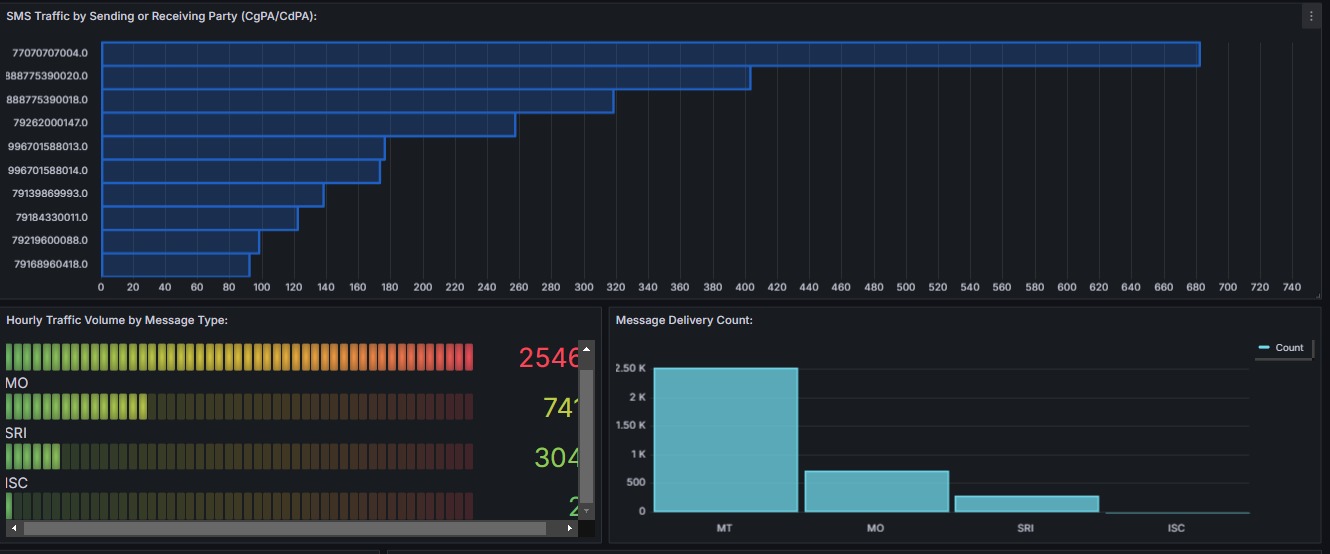 SMS Traffic by Sending or Receiving Party (CgPA/CdPA):
77070707004.0
888775390020.0
888775390018.0
79262000147.0
996701588013.0
996701588014.0
79139869993.0
79184330011.0
79219600088.0
79168960418.0
0 20 40 60 80 100 120 140 160 180 200 220 240 260 280 300 320 340 360 380 400 420 440 460 480 500 520 540 560 580 600 620 640 660 680 700 720 740
Hourly Traffic Volume by Message Type:
2546
MO
741
SRI
304
ISC
2
Message Delivery Count:
Count
2.50 K
2 K
1.50 K
1 K
500
0
MT MO SRI ISC